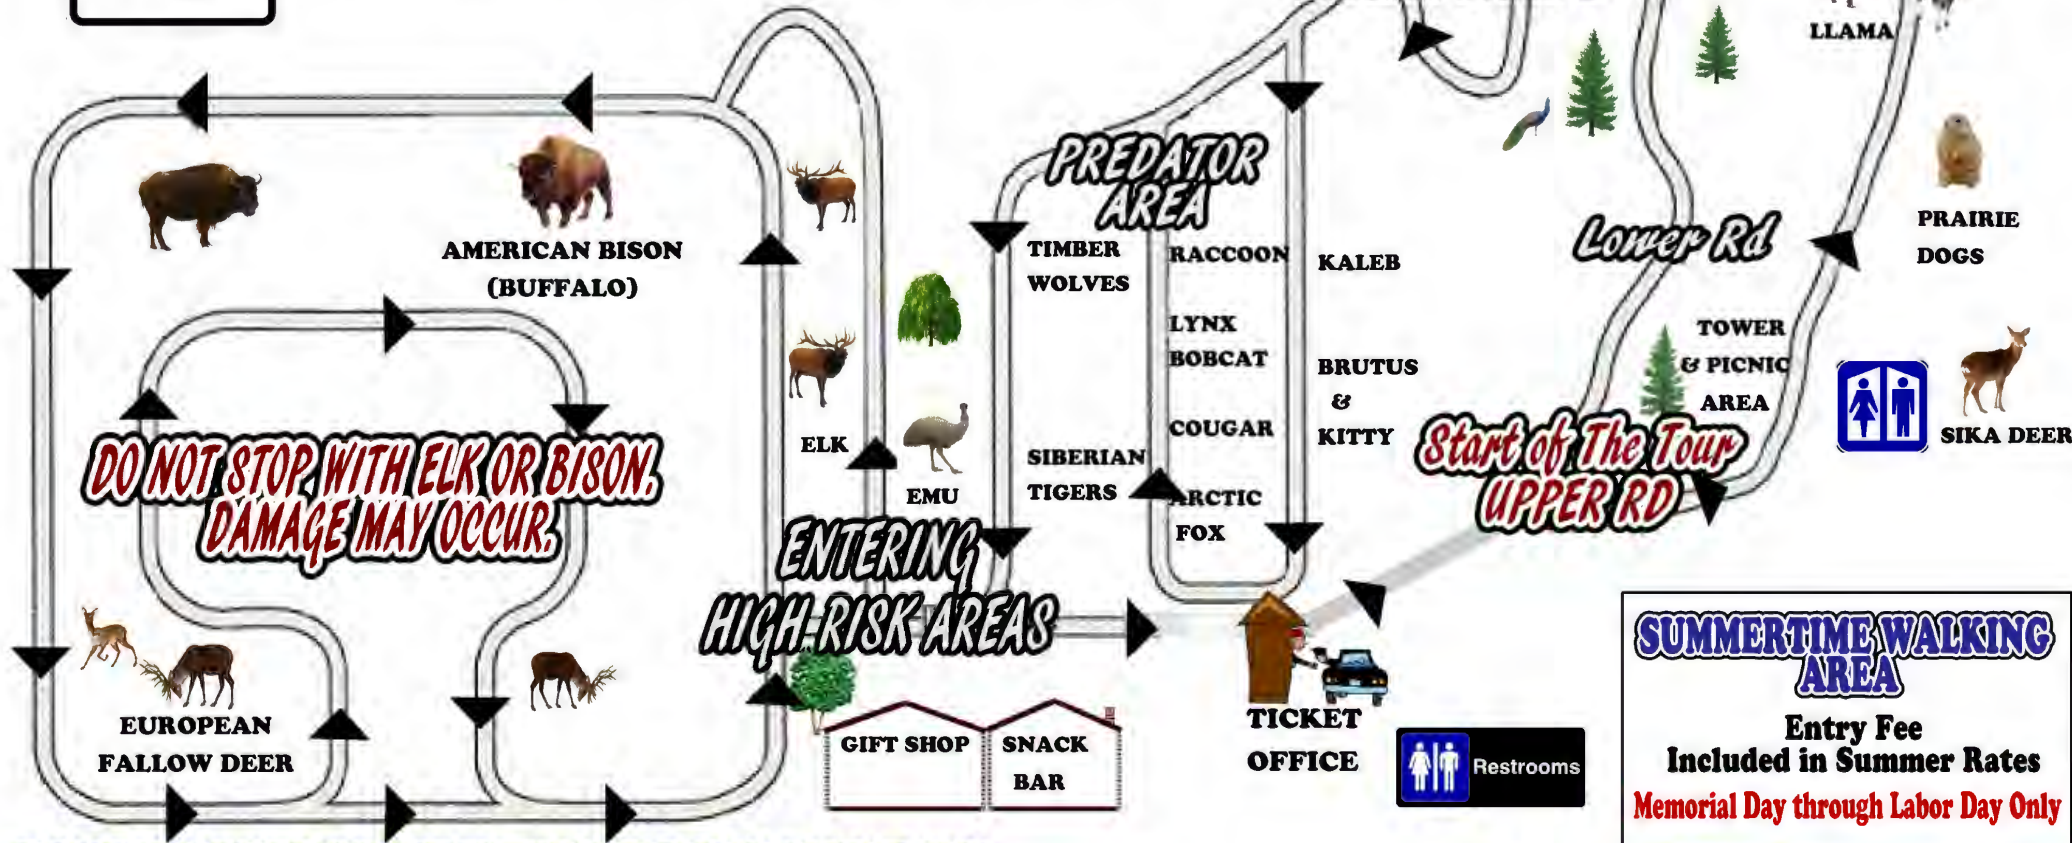 LLAMA
PREDATOR
AREA
AMERICAN BISON
(BUFFALO)
TIMBER
WOLVES
RACCOON
KALEB
Lower Rd
PRAIRIE
DOGS
LYNX
BOBCAT
BRUTUS
&
KITTY
TOWER
& PICNIC
AREA
DO NOT STOP WITH ELK OR BISON.
DAMAGE MAY OCCUR.
ELK
EMU
COUGAR
SIBERIAN
TIGERS
ARCTIC
FOX
Start of The Tour
UPPER RD
SIKA DEER
ENTERING
HIGH RISK AREAS
EUROPEAN
FALLOW DEER
GIFT SHOP
SNACK
BAR
TICKET
OFFICE
Restrooms
SUMMERTIME WALKING
AREA
Entry Fee
Included in Summer Rates
Memorial Day through Labor Day Only